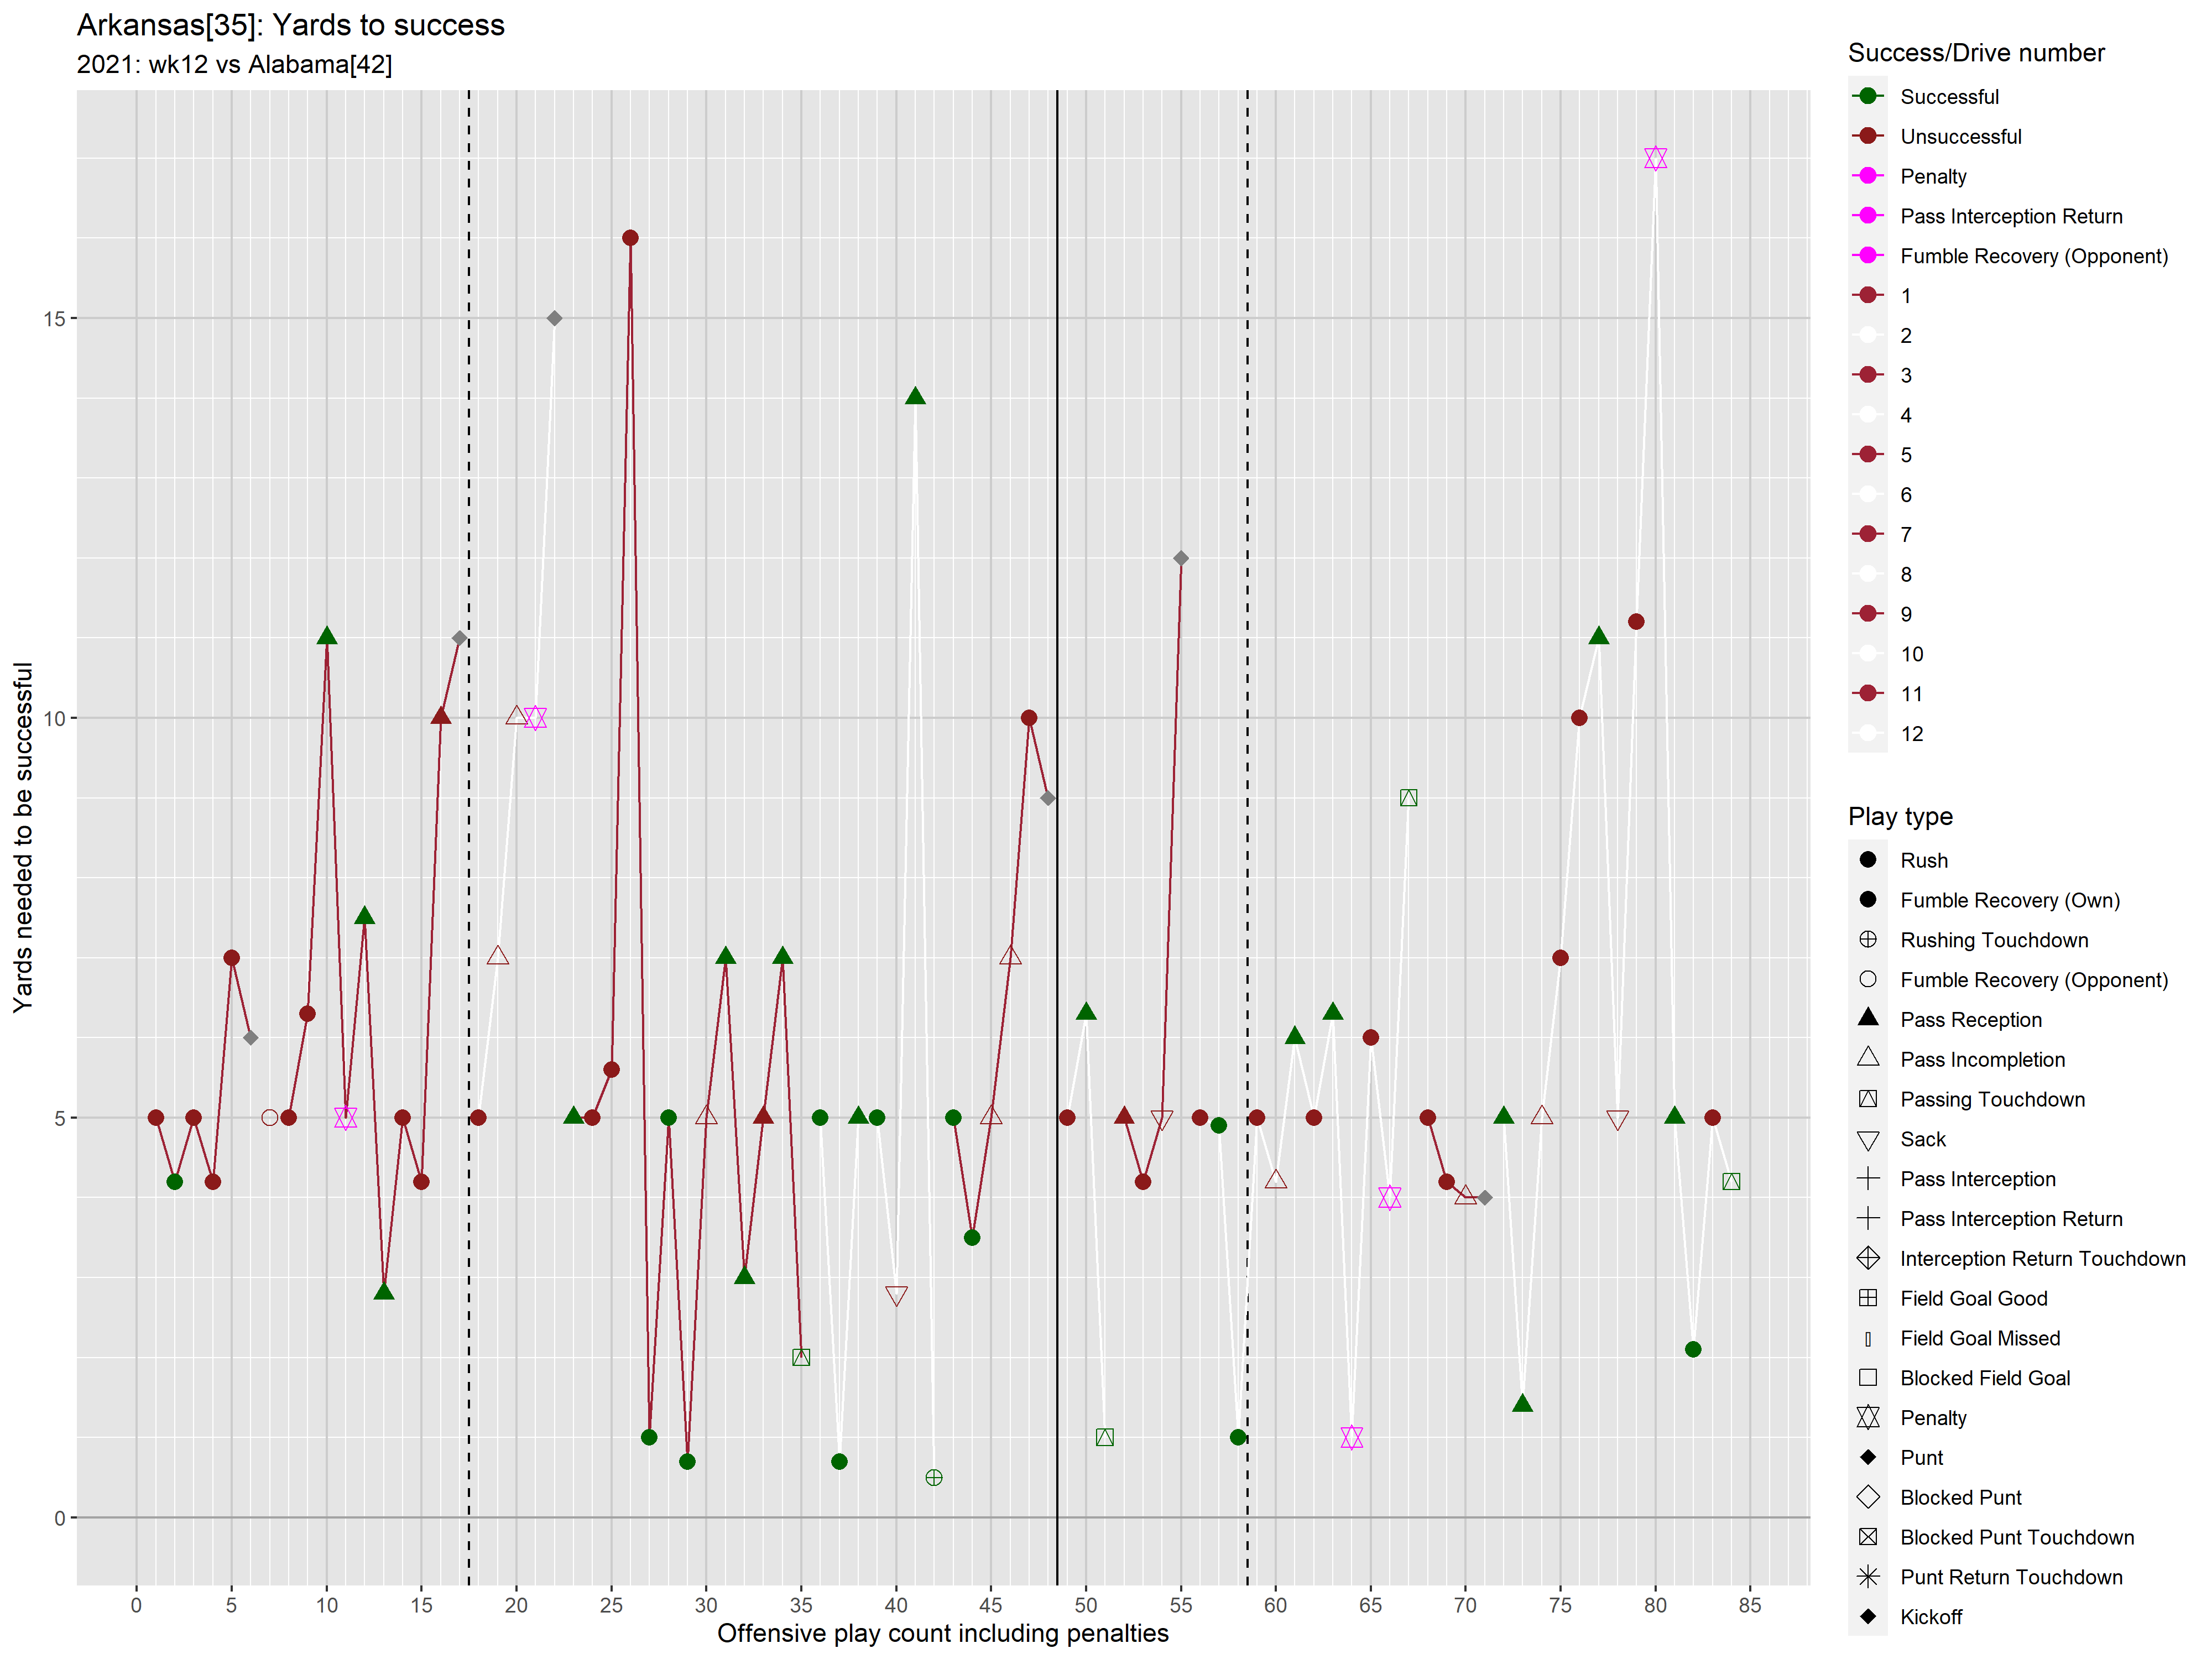 Arkansas[35]: Yards to success
2021: wk12 vs Alabama[42]
Yards needed to be successful
15
10
5
0
0 5 10 15 20 25 30 35 40 45 50 55 60 65 70 75 80 85
Offensive play count including penalties
Success/Drive number
Successful
Unsuccessful
Penalty
Pass Interception Return
Fumble Recovery (Opponent)
1
2
3
4
5
6
7
8
9
10
11
12
Play type
Rush
Fumble Recovery (Own)
Rushing Touchdown
Fumble Recovery (Opponent)
Pass Reception
Pass Incompletion
Passing Touchdown
Sack
Pass Interception
Pass Interception Return
Interception Return Touchdown
Field Goal Good
Field Goal Missed
Blocked Field Goal
Penalty
Punt
Blocked Punt
Blocked Punt Touchdown
Punt Return Touchdown
Kickoff